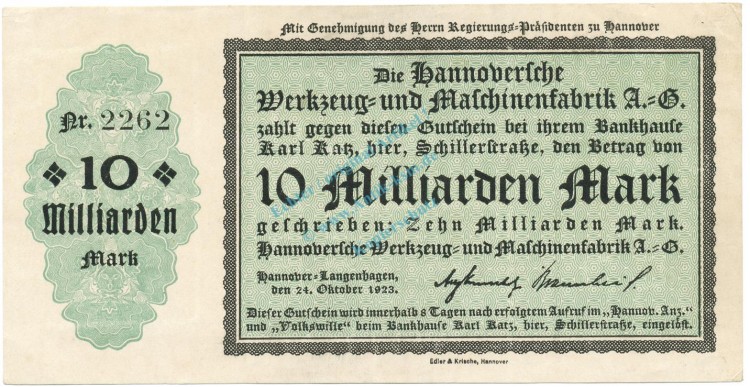 Mit Genehmigung des Herrn Regierungs-Präsidenten zu Hannover
Nr. 2262
10
Milliarden
Mark
Die Hannoversche
Werkzeug- und Maschinenfabrik A.-G.
zahlt gegen diesen Gutschein bei ihrem Bankhause
Karl Katz, hier, Schillerstraße, den Betrag von
10 Milliarden Mark
geschrieben: Zehn Milliarden Mark.
Hannoversche Werkzeug- und Maschinenfabrik A.-G.
Hannover-Langenhagen,
den 24. Oktober 1923.
Dieser Gutschein wird innerhalb 8 Tagen nach erfolgtem Aufruf im „Hannov. Anz."
und „Volkswille" beim Bankhause Karl Katz, hier, Schillerstraße, eingelöst.
Edler & Krische, Hannover